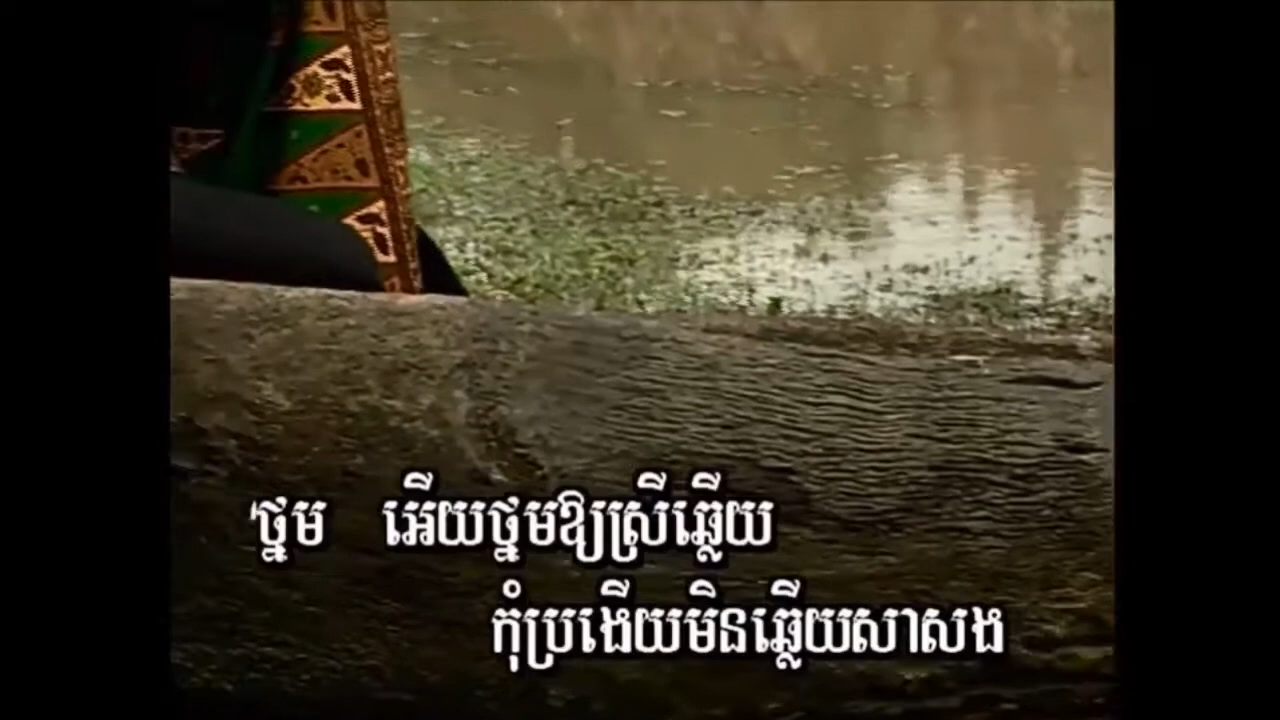 ថ្នម អើយថ្នមឱ្យស្រីឆ្លើយ
កុំប្រងើយមិនឆ្លើយសាសង